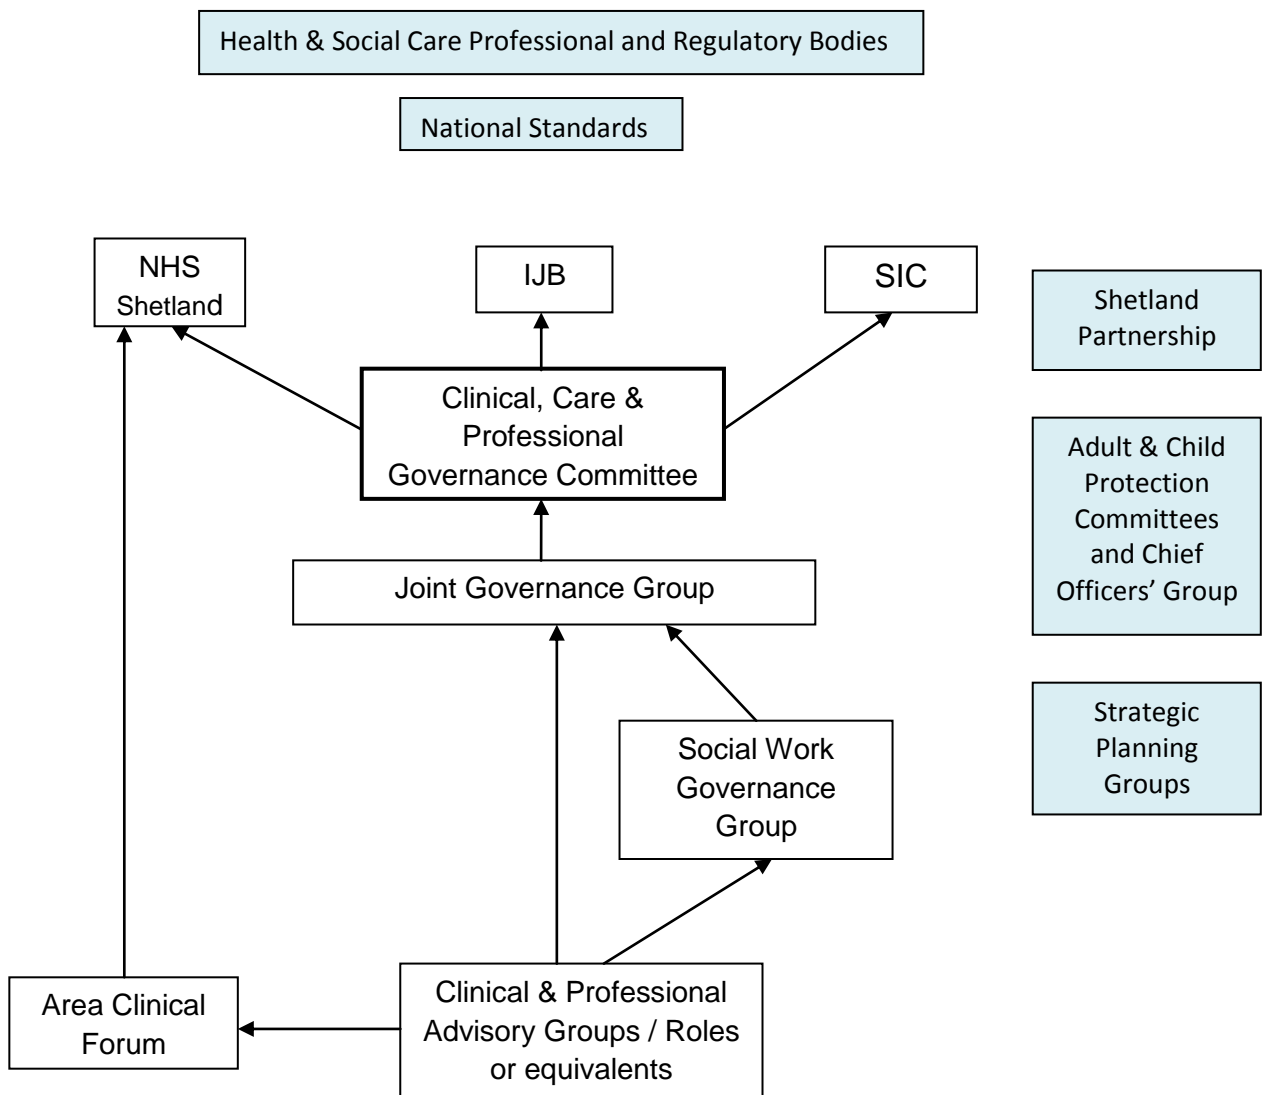 Health & Social Care Professional and Regulatory Bodies
National Standards
NHS
Shetland
IJB
SIC
Shetland
Partnership
Clinical, Care &
Professional
Governance Committee
Adult & Child
Protection
Committees
and Chief
Officers’ Group
Joint Governance Group
Social Work
Governance
Group
Strategic
Planning
Groups
Area Clinical
Forum
Clinical & Professional
Advisory Groups / Roles
or equivalents